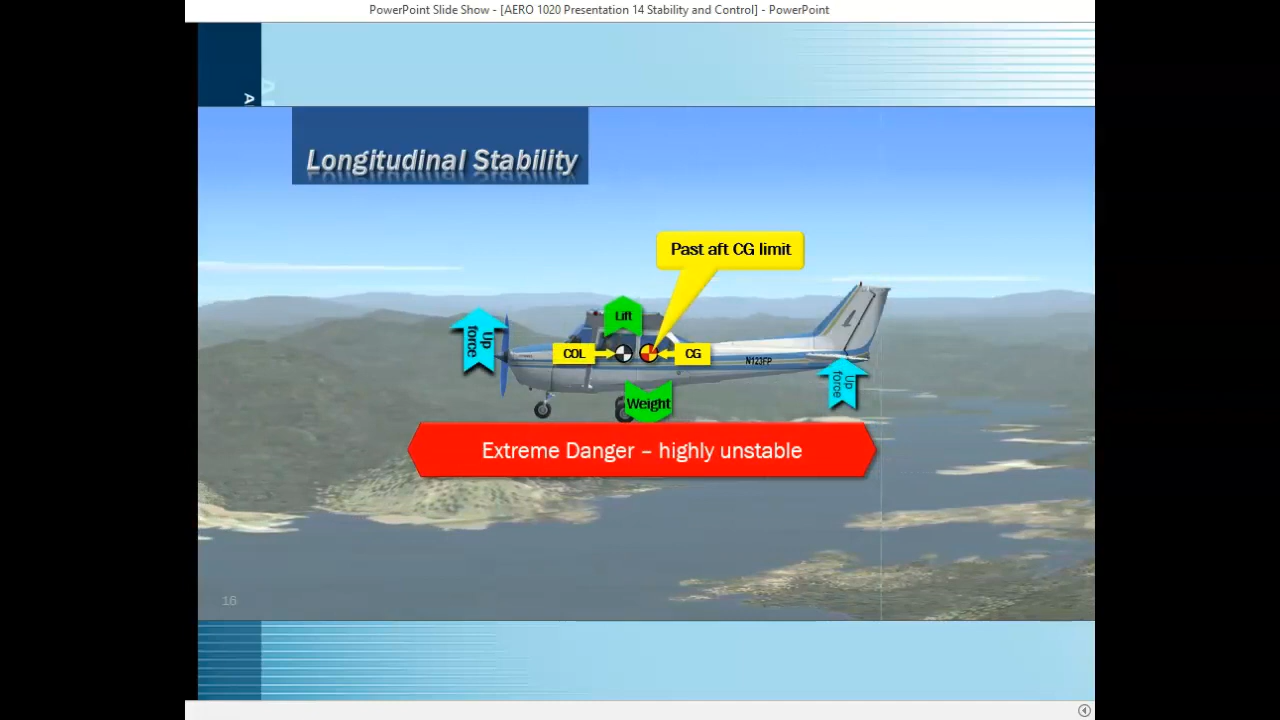 PowerPoint Slide Show - [AERO 1020 Presentation 14 Stability and Control] - PowerPoint
Longitudinal Stability
Past aft CG limit
Lift
Up
force
COL
CG
N123FP
Up
force
Weight
Extreme Danger – highly unstable
16